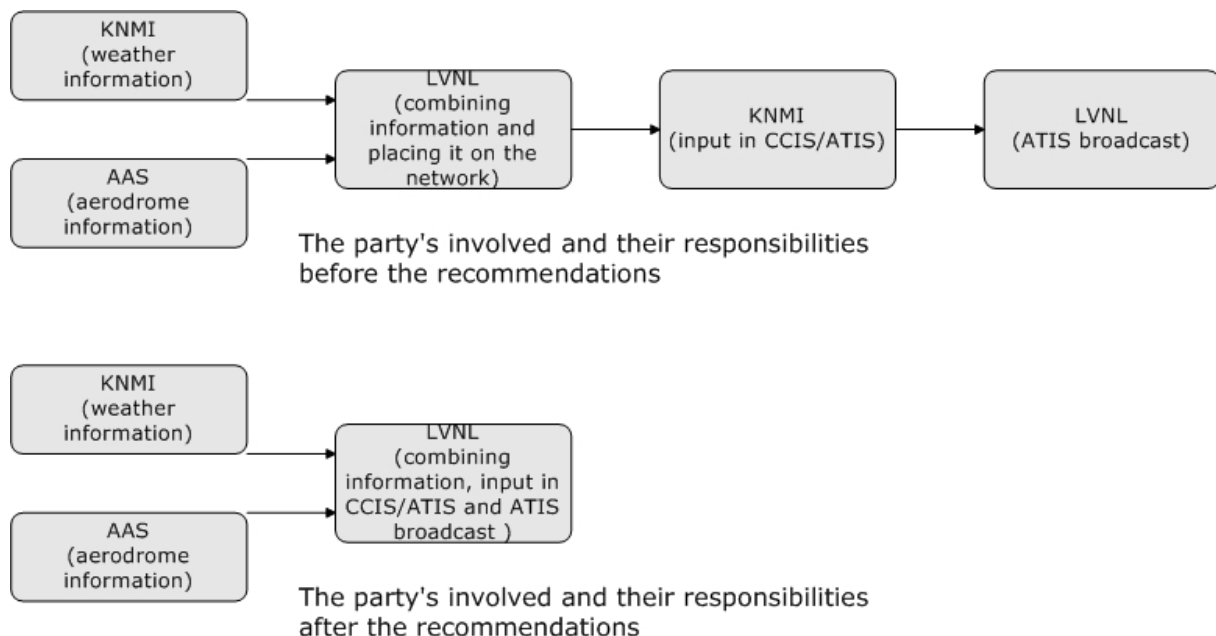 KNMI
(weather
information)
AAS
(aerodrome
information)
LVNL
(combining
information and
placing it on the
network)
KNMI
(input in CCIS/ATIS)
LVNL
(ATIS broadcast)
The party's involved and their responsibilities
before the recommendations
KNMI
(weather
information)
AAS
(aerodrome
information)
LVNL
(combining
information, input in
CCIS/ATIS and ATIS
broadcast )
The party's involved and their responsibilities
after the recommendations